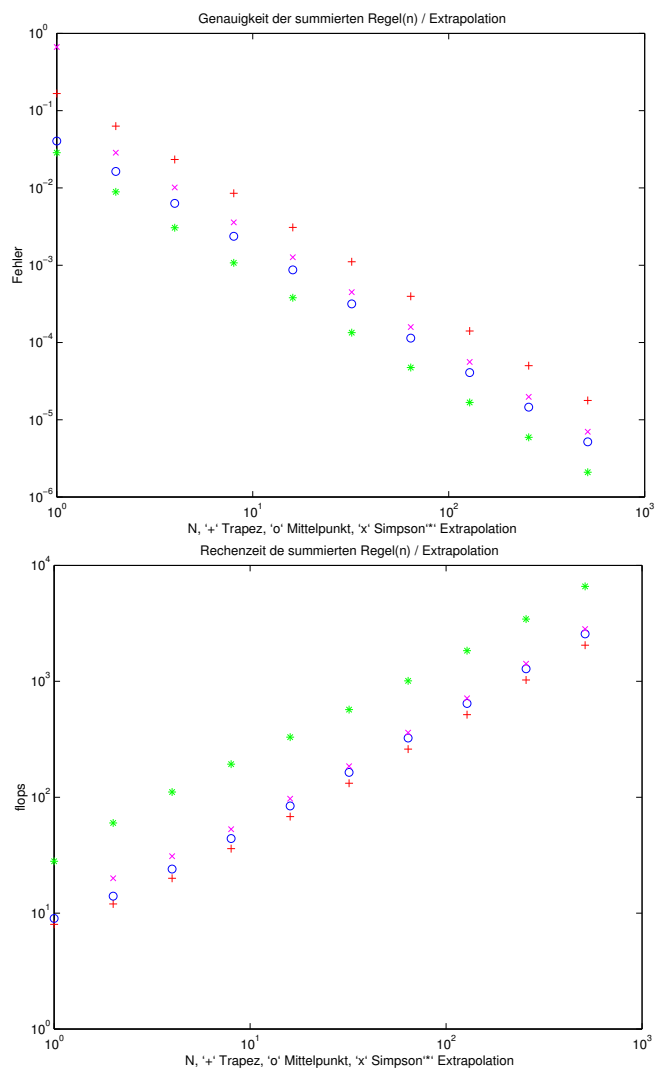 Genauigkeit der summierten Regel(n) / Extrapolation
10^0
10^-1
10^-2
10^-3
10^-4
10^-5
10^-6
Fehler
10^0 10^1 10^2 10^3
N, '+' Trapez, 'o' Mittelpunkt, 'x' Simpson'*' Extrapolation
Rechenzeit de summierten Regel(n) / Extrapolation
10^4
10^3
10^2
10^1
10^0
flops
10^0 10^1 10^2 10^3
N, '+' Trapez, 'o' Mittelpunkt, 'x' Simpson'*' Extrapolation